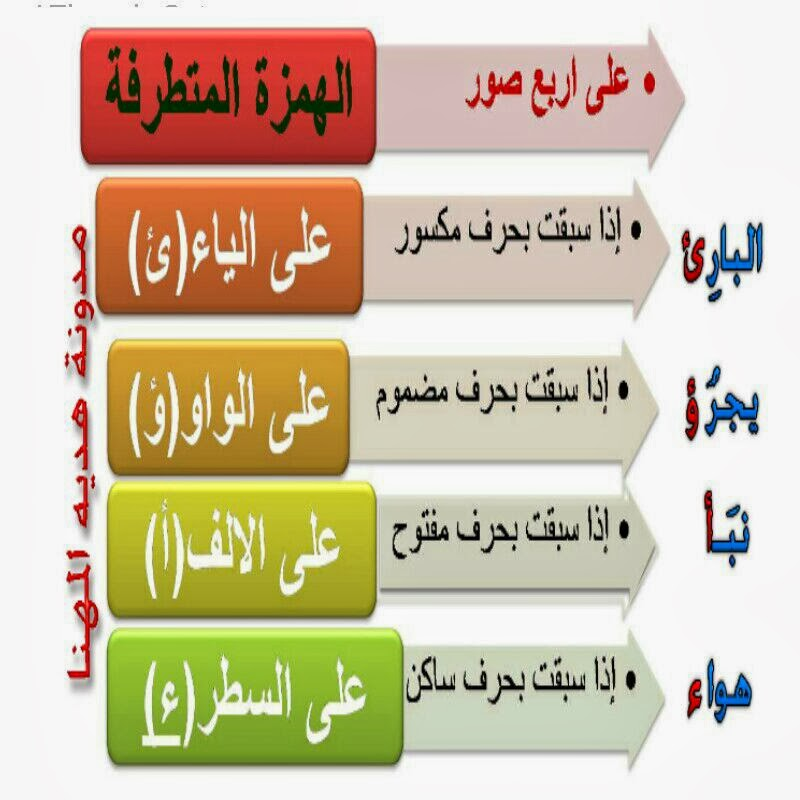 الهمزة المتطرفة
• على اربع صور
على الياء (ئ)
• إذا سبقت بحرف مكسور
البارِئ
على الواو (ؤ)
• إذا سبقت بحرف مضموم
يجرُؤ
على الالف (أ)
• إذا سبقت بحرف مفتوح
نبَأ
على السطر (ء)
• إذا سبقت بحرف ساكن
هواء
مدونة هديه المهنا